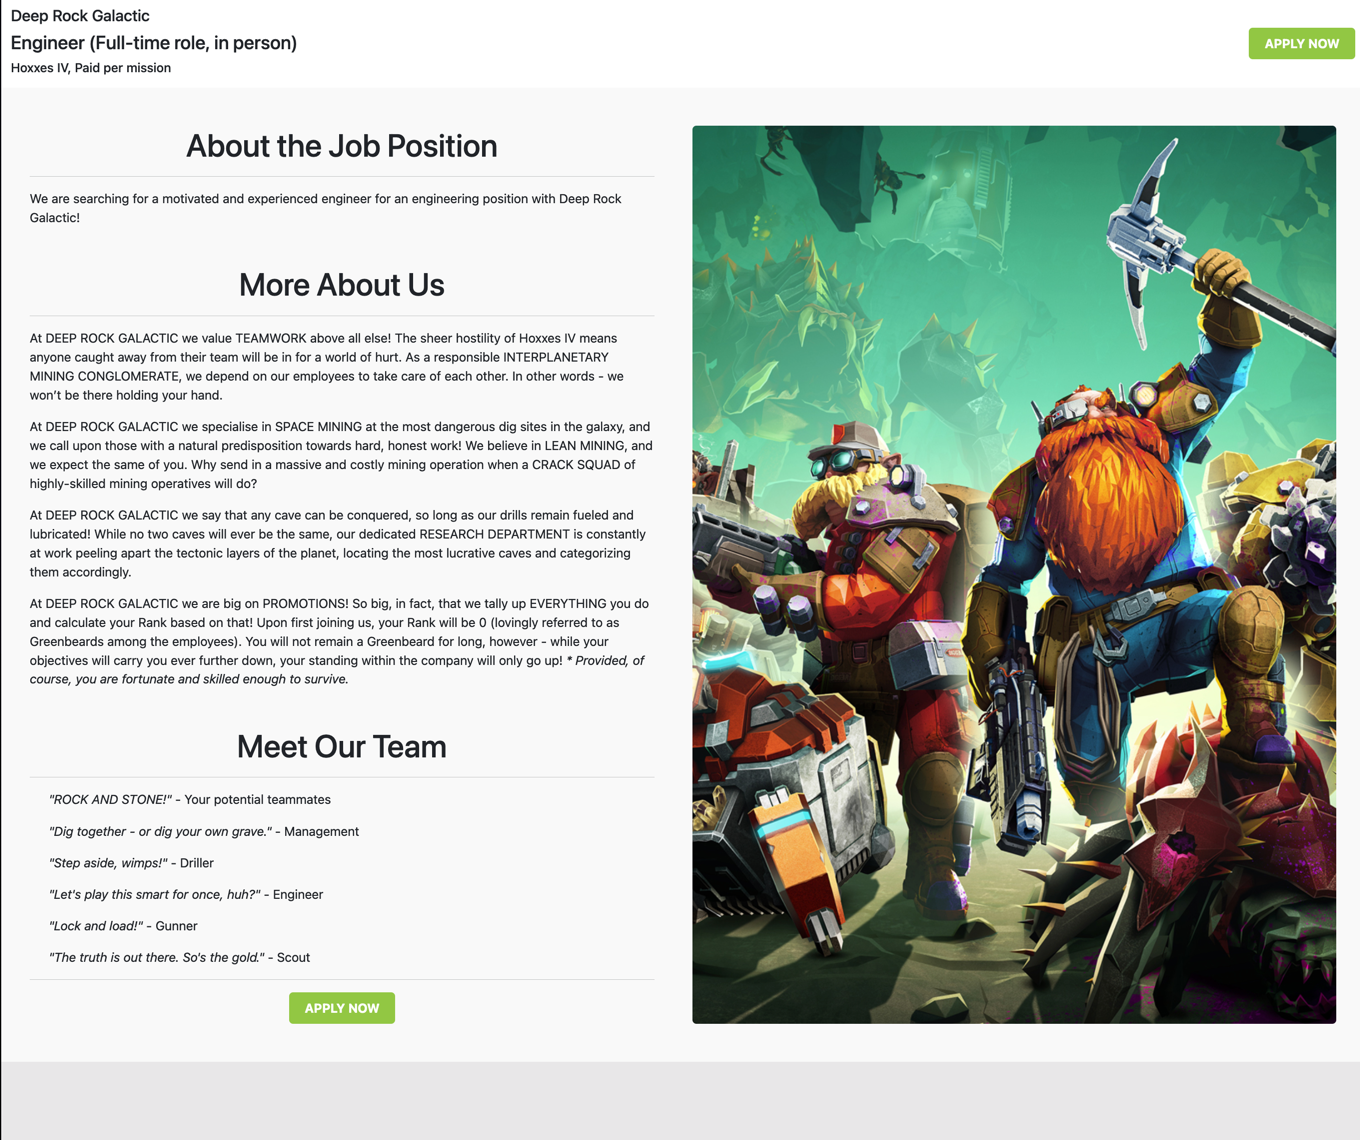 Deep Rock Galactic
Engineer (Full-time role, in person)
Hoxxes IV, Paid per mission
APPLY NOW
About the Job Position
We are searching for a motivated and experienced engineer for an engineering position with Deep Rock
Galactic!
More About Us
At DEEP ROCK GALACTIC we value TEAMWORK above all else! The sheer hostility of Hoxxes IV means
anyone caught away from their team will be in for a world of hurt. As a responsible INTERPLANETARY
MINING CONGLOMERATE, we depend on our employees to take care of each other. In other words - we
won’t be there holding your hand.
At DEEP ROCK GALACTIC we specialise in SPACE MINING at the most dangerous dig sites in the galaxy, and
we call upon those with a natural predisposition towards hard, honest work! We believe in LEAN MINING, and
we expect the same of you. Why send in a massive and costly mining operation when a CRACK SQUAD of
highly-skilled mining operatives will do?
At DEEP ROCK GALACTIC we say that any cave can be conquered, so long as our drills remain fueled and
lubricated! While no two caves will ever be the same, our dedicated RESEARCH DEPARTMENT is constantly
at work peeling apart the tectonic layers of the planet, locating the most lucrative caves and categorizing
them accordingly.
At DEEP ROCK GALACTIC we are big on PROMOTIONS! So big, in fact, that we tally up EVERYTHING you do
and calculate your Rank based on that! Upon first joining us, your Rank will be 0 (lovingly referred to as
Greenbeards among the employees). You will not remain a Greenbeard for long, however - while your
objectives will carry you ever further down, your standing within the company will only go up! * Provided, of
course, you are fortunate and skilled enough to survive.
Meet Our Team
"ROCK AND STONE!" - Your potential teammates
"Dig together - or dig your own grave." - Management
"Step aside, wimps!" - Driller
"Let's play this smart for once, huh?" - Engineer
"Lock and load!" - Gunner
"The truth is out there. So's the gold." - Scout
APPLY NOW